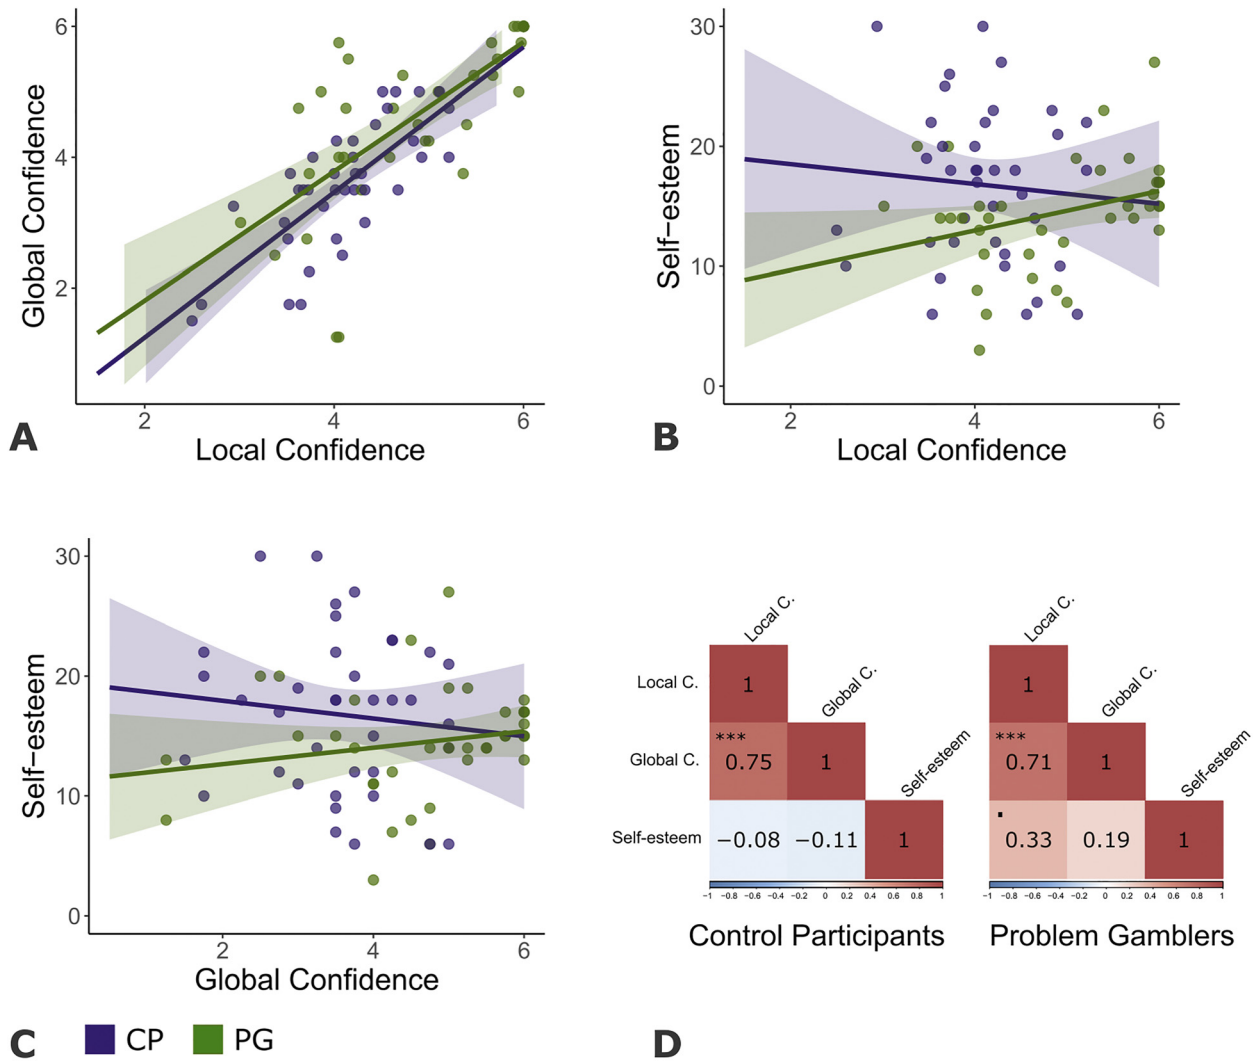 6
4
2
Global Confidence
2
4
6
Local Confidence
A
30
20
10
0
Self-esteem
2
4
6
Local Confidence
B
30
20
10
0
Self-esteem
2
4
6
Global Confidence
C
CP
PG
Local C.
Global C.
Self-esteem
Local C.
1
Global C.
***
0.75
1
Self-esteem
−0.08
−0.11
1
−1 −0.8 −0.6 −0.4 −0.2 0 0.2 0.4 0.6 0.8 1
Control Participants
Local C.
Global C.
Self-esteem
1
***
0.71
1
.
0.33
0.19
1
−1 −0.8 −0.6 −0.4 −0.2 0 0.2 0.4 0.6 0.8 1
Problem Gamblers
D